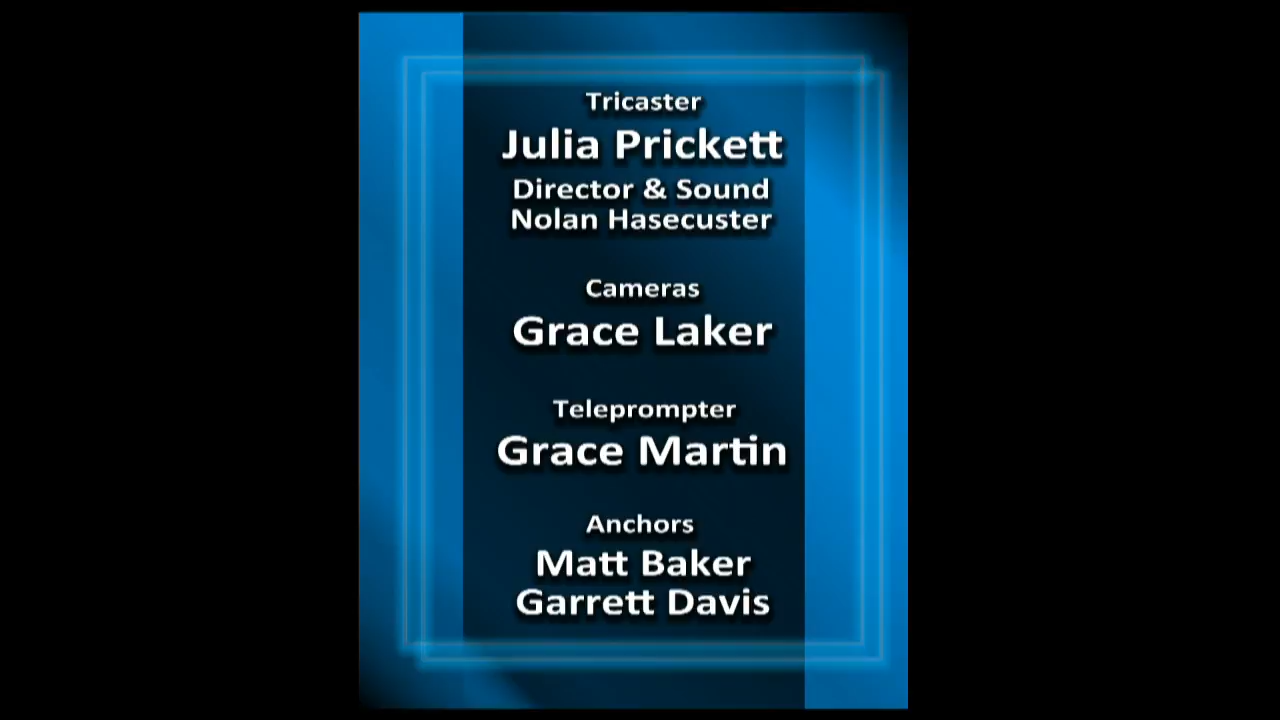 Tricaster
Julia Prickett
Director & Sound
Nolan Hasecuster
Cameras
Grace Laker
Teleprompter
Grace Martin
Anchors
Matt Baker
Garrett Davis